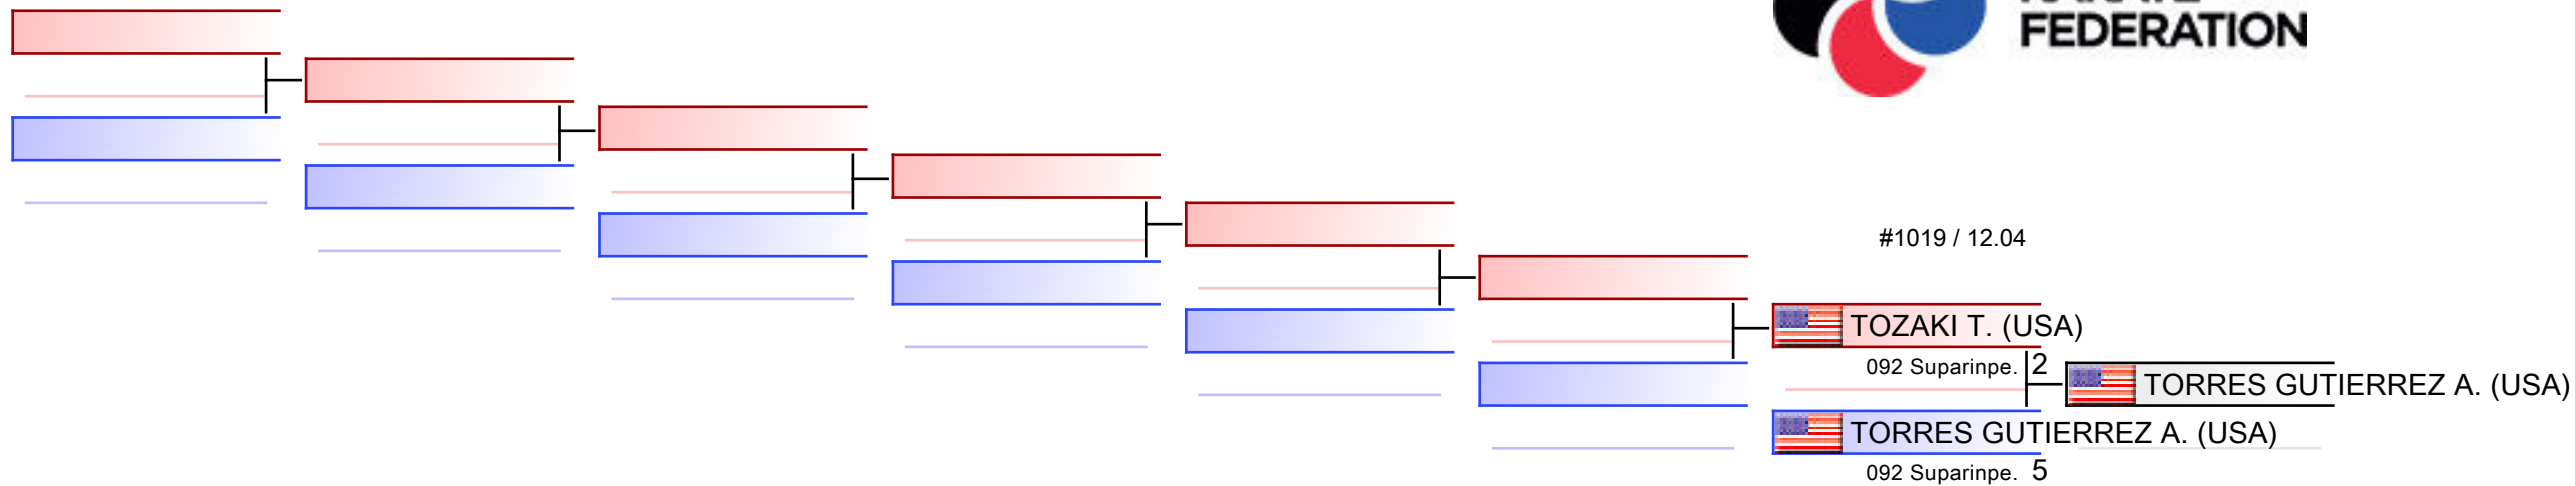 FEDERATION
#1019 / 12.04
TOZAKI T. (USA)
092 Suparinpe. 2
TORRES GUTIERREZ A. (USA)
TORRES GUTIERREZ A. (USA)
092 Suparinpe. 5